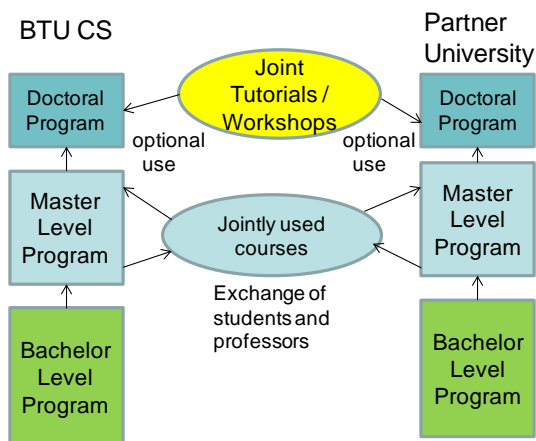 BTU CS
Partner
University
Joint
Tutorials /
Workshops
Doctoral
Program
Doctoral
Program
optional
use
optional
use
Master
Level
Program
Jointly used
courses
Master
Level
Program
Exchange of
students and
professors
Bachelor
Level
Program
Bachelor
Level
Program